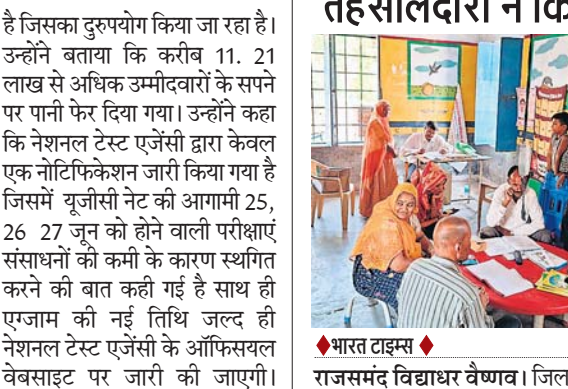 है जिसका दुरुपयोग किया जा रहा है।
उन्होंने बताया कि करीब 11. 21
लाख से अधिक उम्मीदवारों के सपने
पर पानी फेर दिया गया। उन्होंने कहा
कि नेशनल टेस्ट एजेंसी द्वारा केवल
एक नोटिफिकेशन जारी किया गया है
जिसमें यूजीसी नेट की आगामी 25,
26 27 जून को होने वाली परीक्षाएं
संसाधनों की कमी के कारण स्थगित
करने की बात कही गई है साथ ही
एग्जाम की नई तिथि जल्द ही
नेशनल टेस्ट एजेंसी के ऑफिसयल
वेबसाइट पर जारी की जाएगी।
तहसीलदारों ने
भारत टाइम्स
राजसमंद विद्याधर वैष्णव।